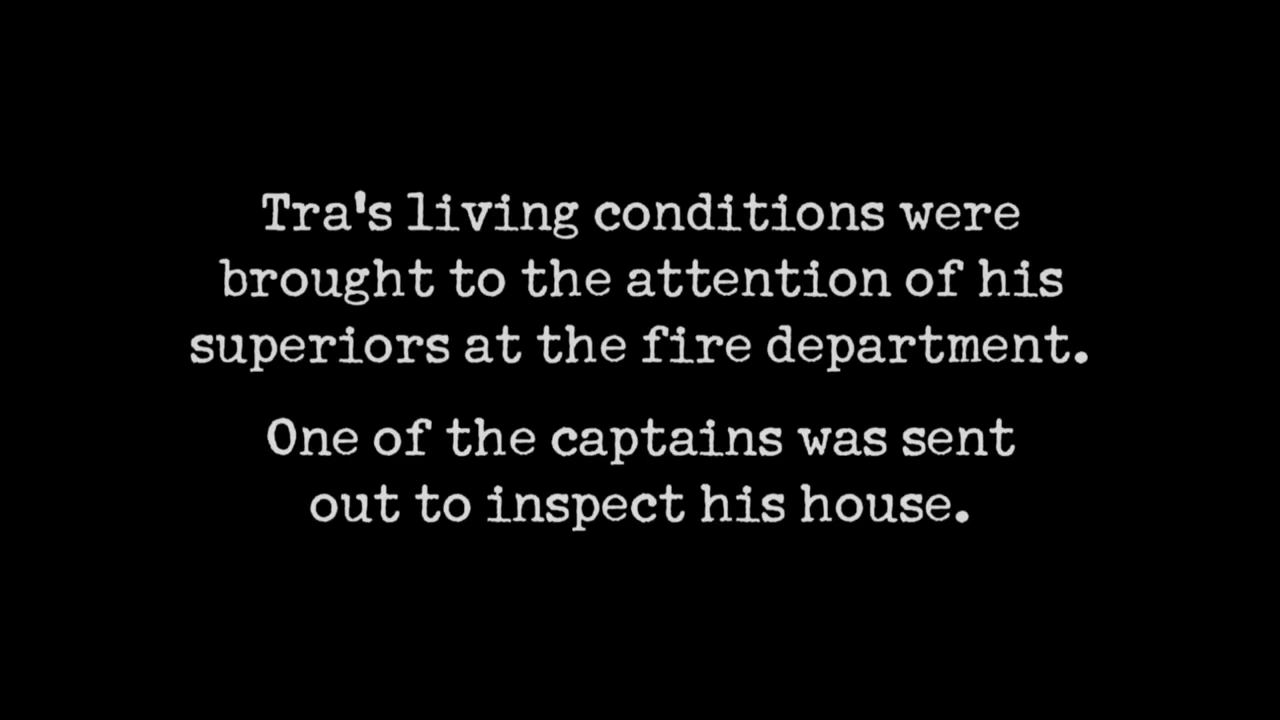 Tra's living conditions were
brought to the attention of his
superiors at the fire department.
One of the captains was sent
out to inspect his house.